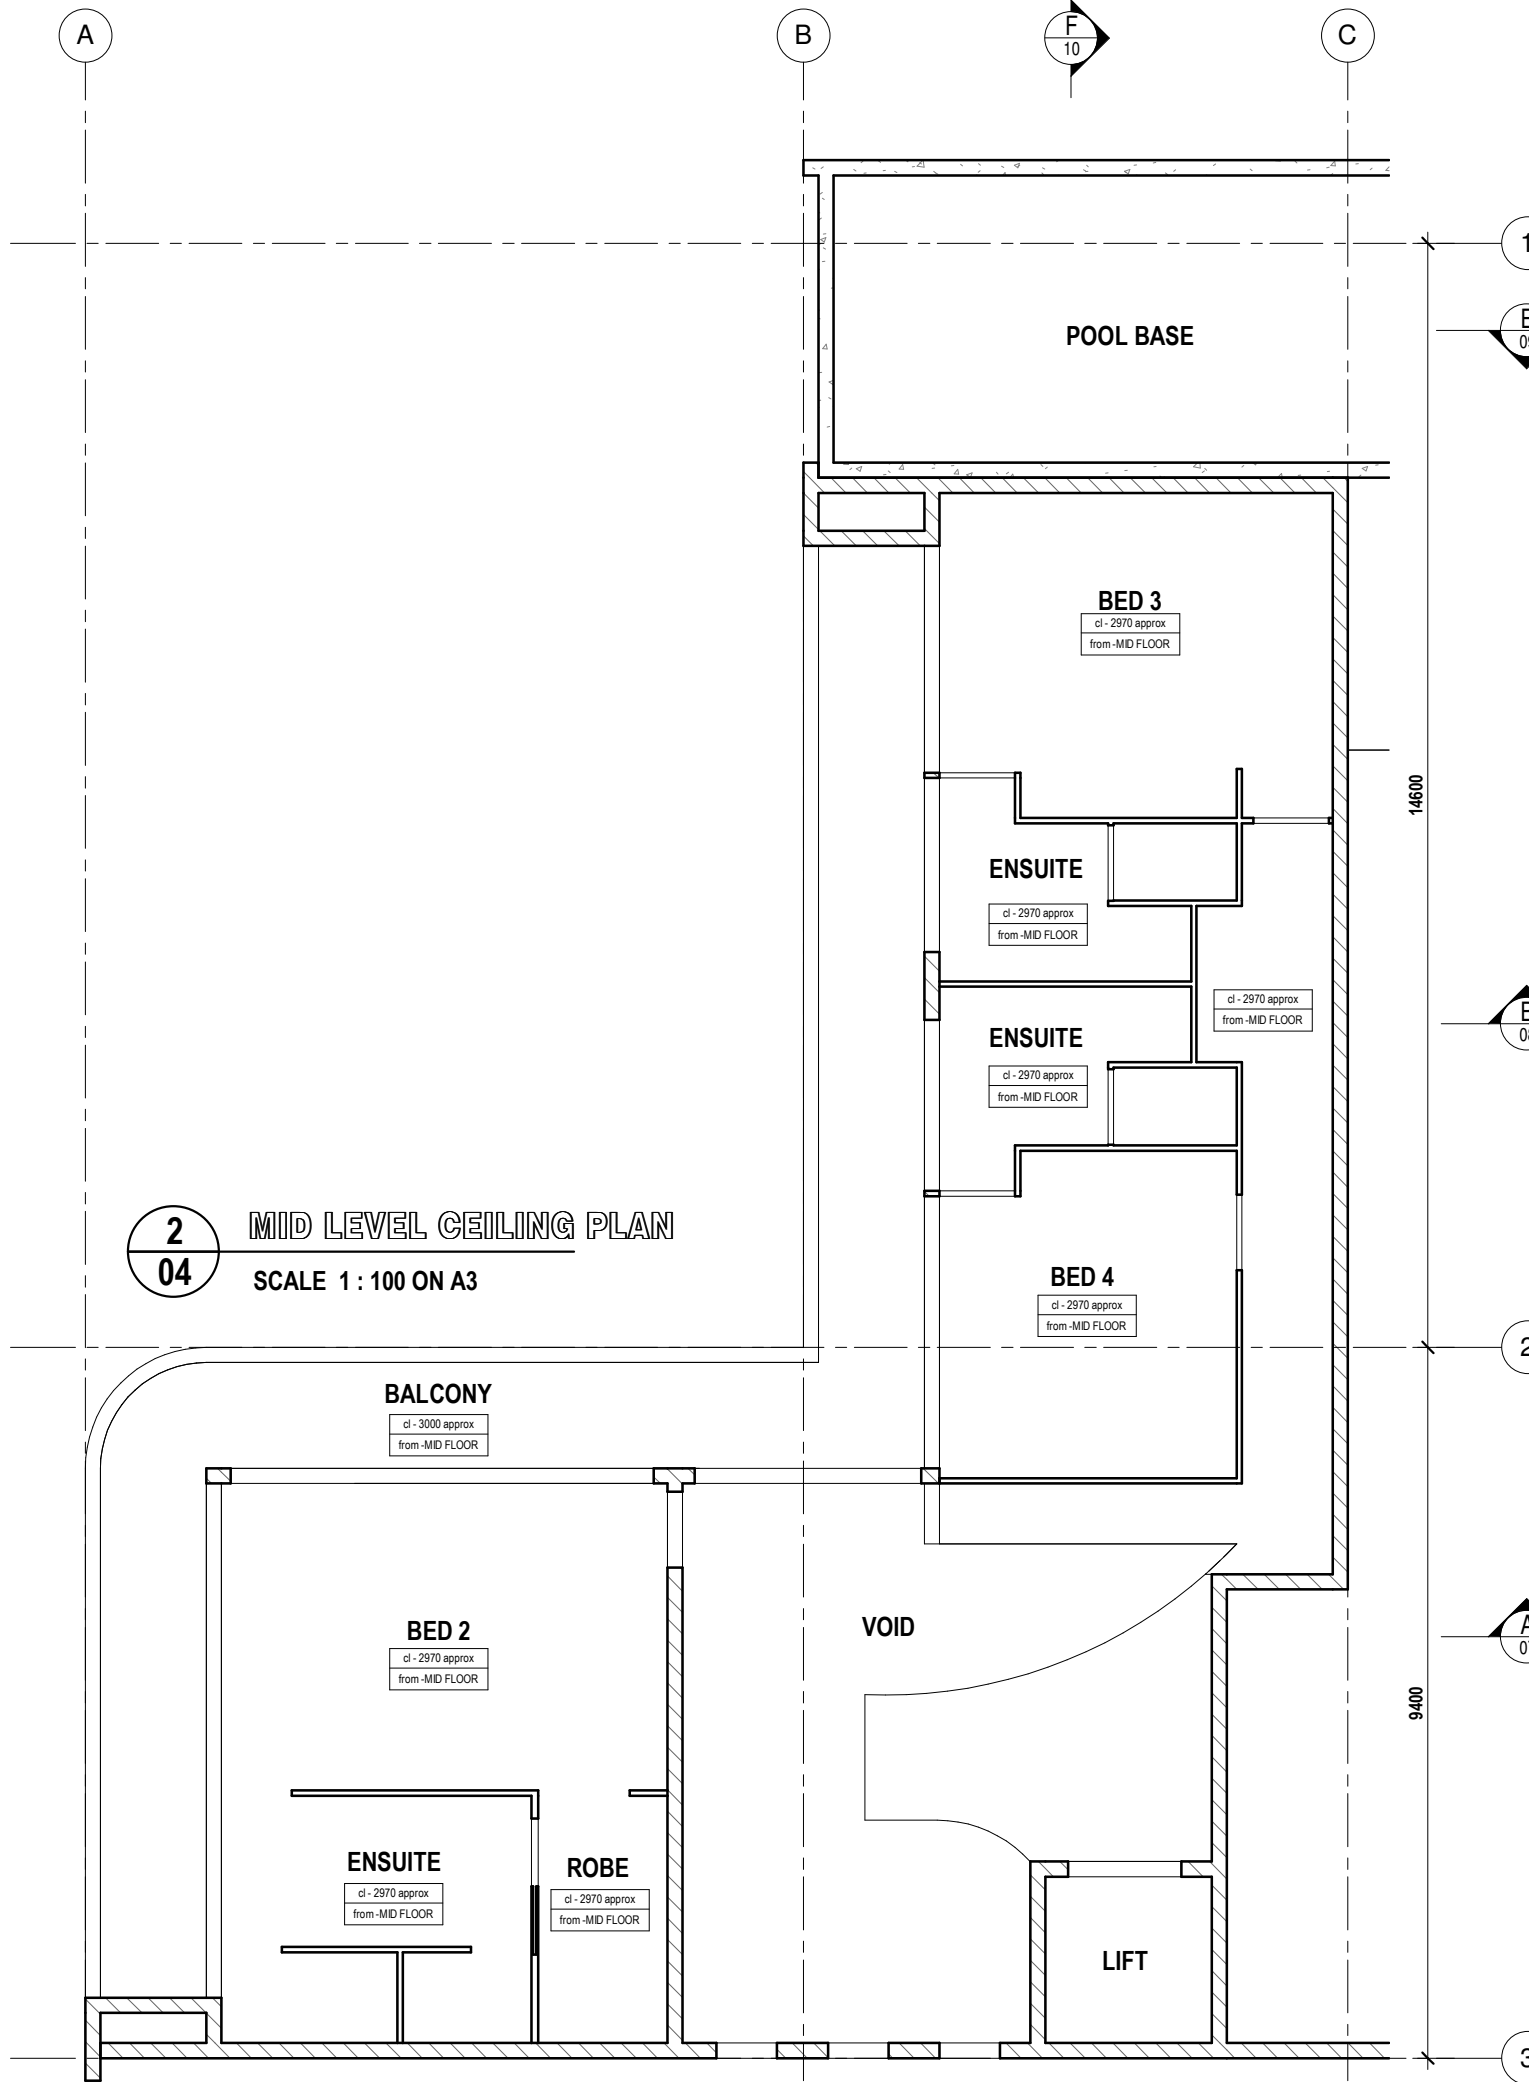 A
B
F
10
C
1
POOL BASE
09
BED 3
cl - 2970 approx
from -MID FLOOR
14600
ENSUITE
cl - 2970 approx
from -MID FLOOR
cl - 2970 approx
from -MID FLOOR
ENSUITE
cl - 2970 approx
from -MID FLOOR
08
2
04
MID LEVEL CEILING PLAN
SCALE 1 : 100 ON A3
BED 4
cl - 2970 approx
from -MID FLOOR
2
BALCONY
cl - 3000 approx
from -MID FLOOR
BED 2
cl - 2970 approx
from -MID FLOOR
VOID
A
07
9400
ENSUITE
cl - 2970 approx
from -MID FLOOR
ROBE
cl - 2970 approx
from -MID FLOOR
LIFT
3